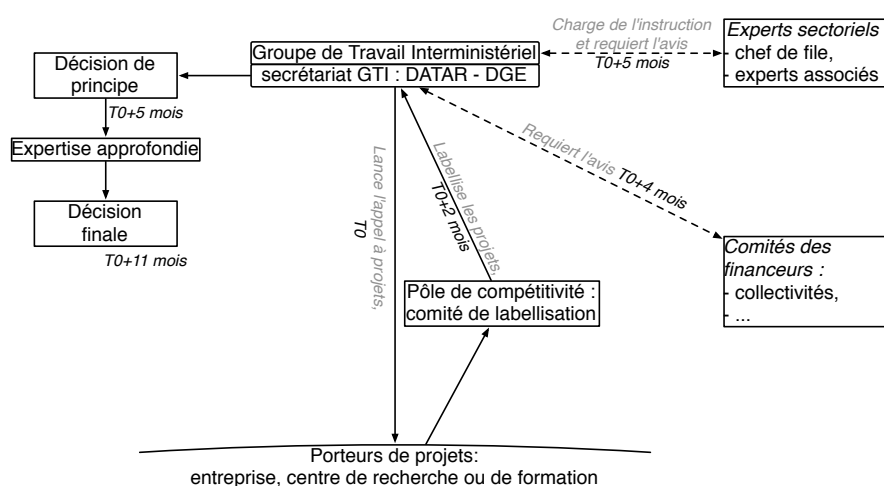 Groupe de Travail Interministériel
secrétariat GTI : DATAR - DGE
Charge de l'instruction
et requiert l'avis
T0+5 mois
Experts sectoriels
- chef de file,
- experts associés
Décision de
principe
T0+5 mois
Expertise approfondie
Décision
finale
T0+11 mois
Lance l'appel à projets,
T0
Labellise les projets,
T0+2 mois
Requiert l'avis T0+4 mois
Comités des
financeurs :
- collectivités,
- ...
Pôle de compétitivité :
comité de labellisation
Porteurs de projets:
entreprise, centre de recherche ou de formation